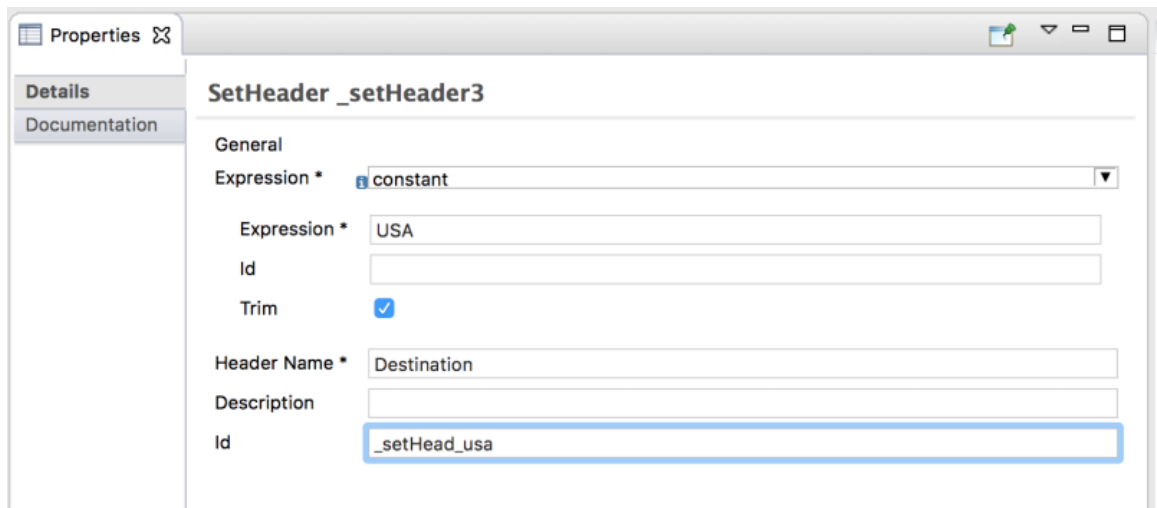 Properties
Details
Documentation
SetHeader _setHeader3
General
Expression * constant
Expression * USA
Id
Trim
Header Name * Destination
Description
Id _setHead_usa